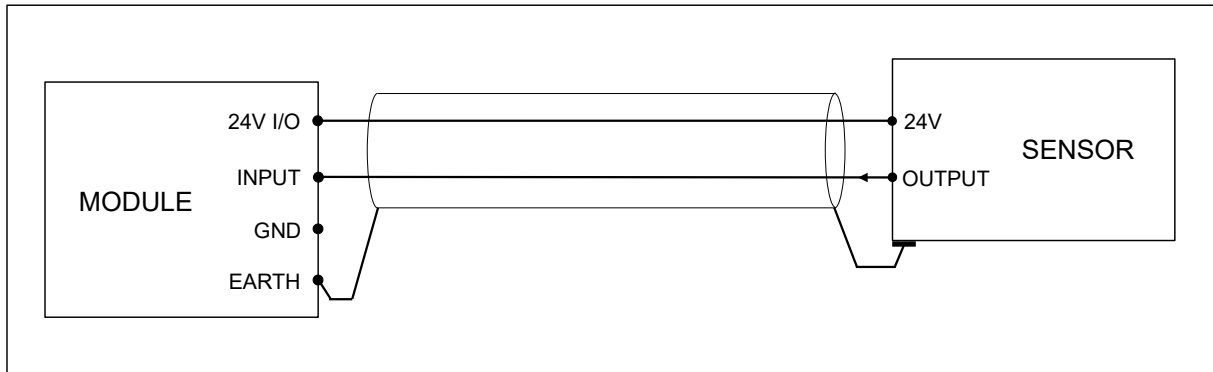 24V I/O
INPUT
MODULE
GND
EARTH
24V
SENSOR
OUTPUT